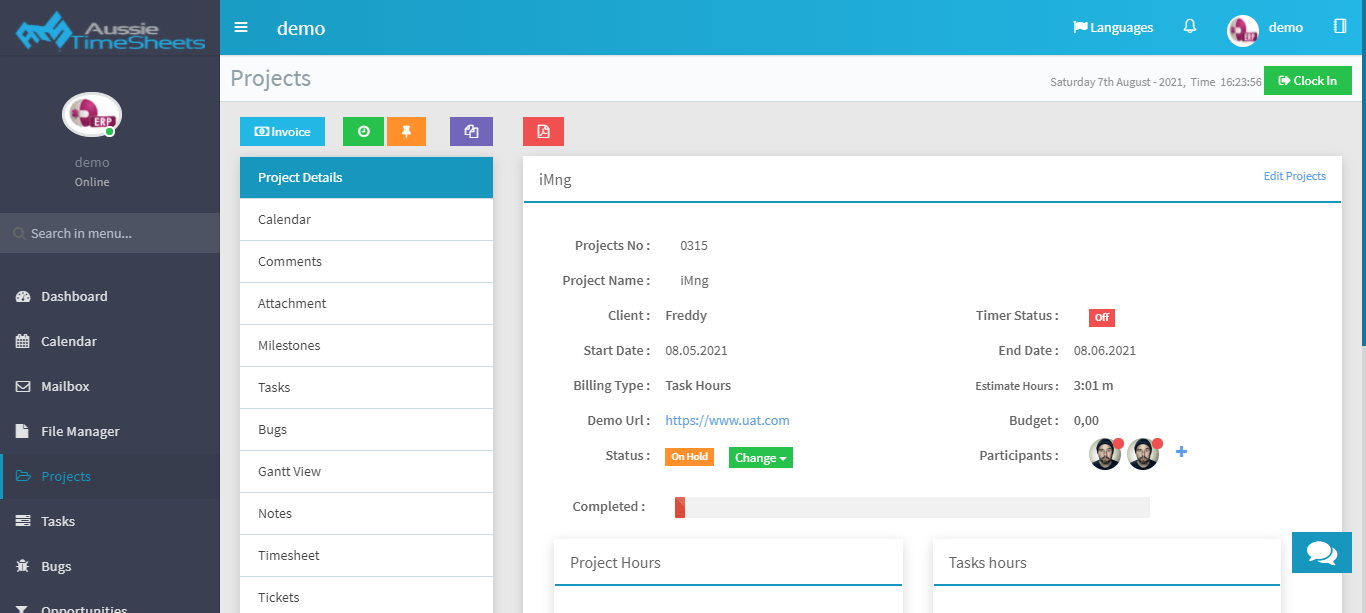 Aussie
TimeSheets
demo
Languages
demo
ERP
demo
Online
Search in menu...
Dashboard
Calendar
Mailbox
File Manager
Projects
Tasks
Bugs
Opportunities
Projects
Saturday 7th August - 2021, Time 16:23:56
Clock In
Invoice
Project Details
Calendar
Comments
Attachment
Milestones
Tasks
Bugs
Gantt View
Notes
Timesheet
Tickets
iMng
Edit Projects
Projects No : 0315
Project Name : iMng
Client : Freddy
Timer Status : Off
Start Date : 08.05.2021
End Date : 08.06.2021
Billing Type : Task Hours
Estimate Hours : 3:01 m
Demo Url : https://www.uat.com
Budget : 0,00
Status : On Hold Change
Participants :
Completed :
Project Hours
Tasks hours